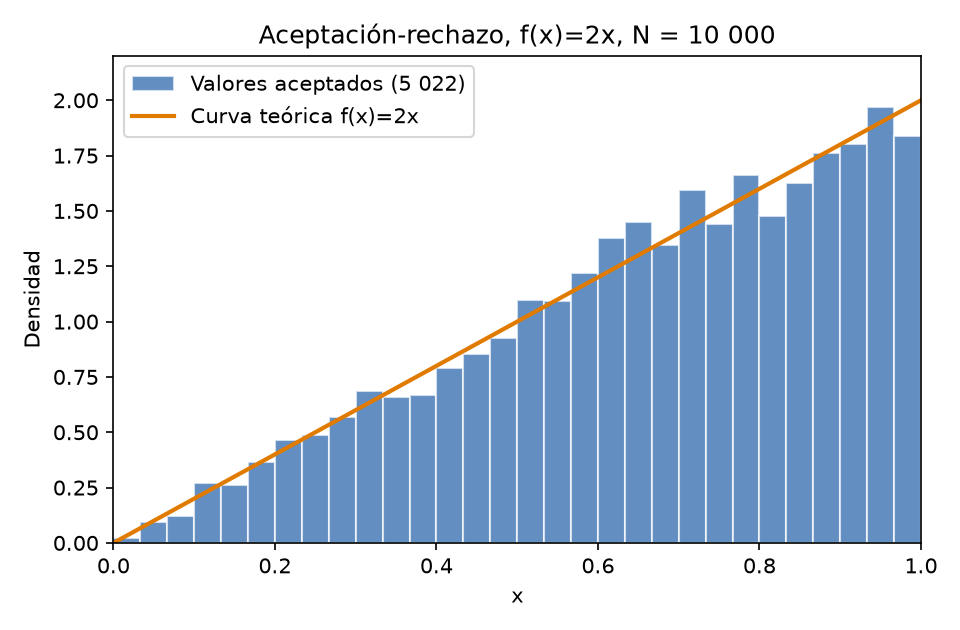 Aceptación-rechazo, f(x)=2x, N = 10 000
Valores aceptados (5 022)
Curva teórica f(x)=2x
Densidad
2.00
1.75
1.50
1.25
1.00
0.75
0.50
0.25
0.00
0.0 0.2 0.4 0.6 0.8 1.0
x